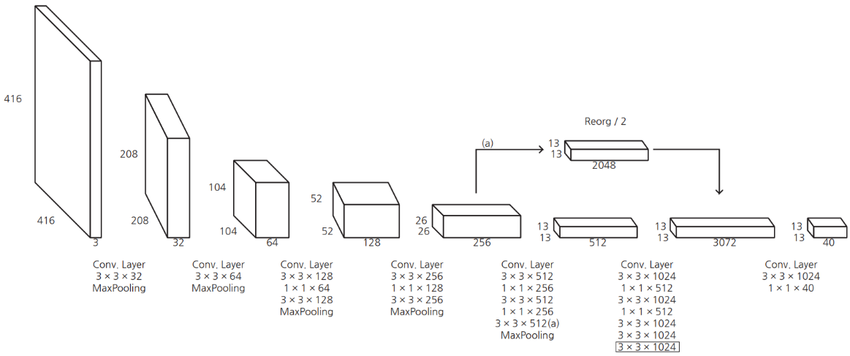 416
416
3
208
208
32
104
104
64
52
52
128
26
26
256
(a)
Reorg / 2
13
13
2048
13
13
512
13
13
3072
13
13
40
Conv. Layer
3 × 3 × 32
MaxPooling
Conv. Layer
3 × 3 × 64
MaxPooling
Conv. Layer
3 × 3 × 128
1 × 1 × 64
3 × 3 × 128
MaxPooling
Conv. Layer
3 × 3 × 256
1 × 1 × 128
3 × 3 × 256
MaxPooling
Conv. Layer
3 × 3 × 512
1 × 1 × 256
3 × 3 × 512
1 × 1 × 256
3 × 3 × 512(a)
MaxPooling
Conv. Layer
3 × 3 × 1024
1 × 1 × 512
3 × 3 × 1024
1 × 1 × 512
3 × 3 × 1024
3 × 3 × 1024
3 × 3 × 1024
Conv. Layer
3 × 3 × 1024
1 × 1 × 40